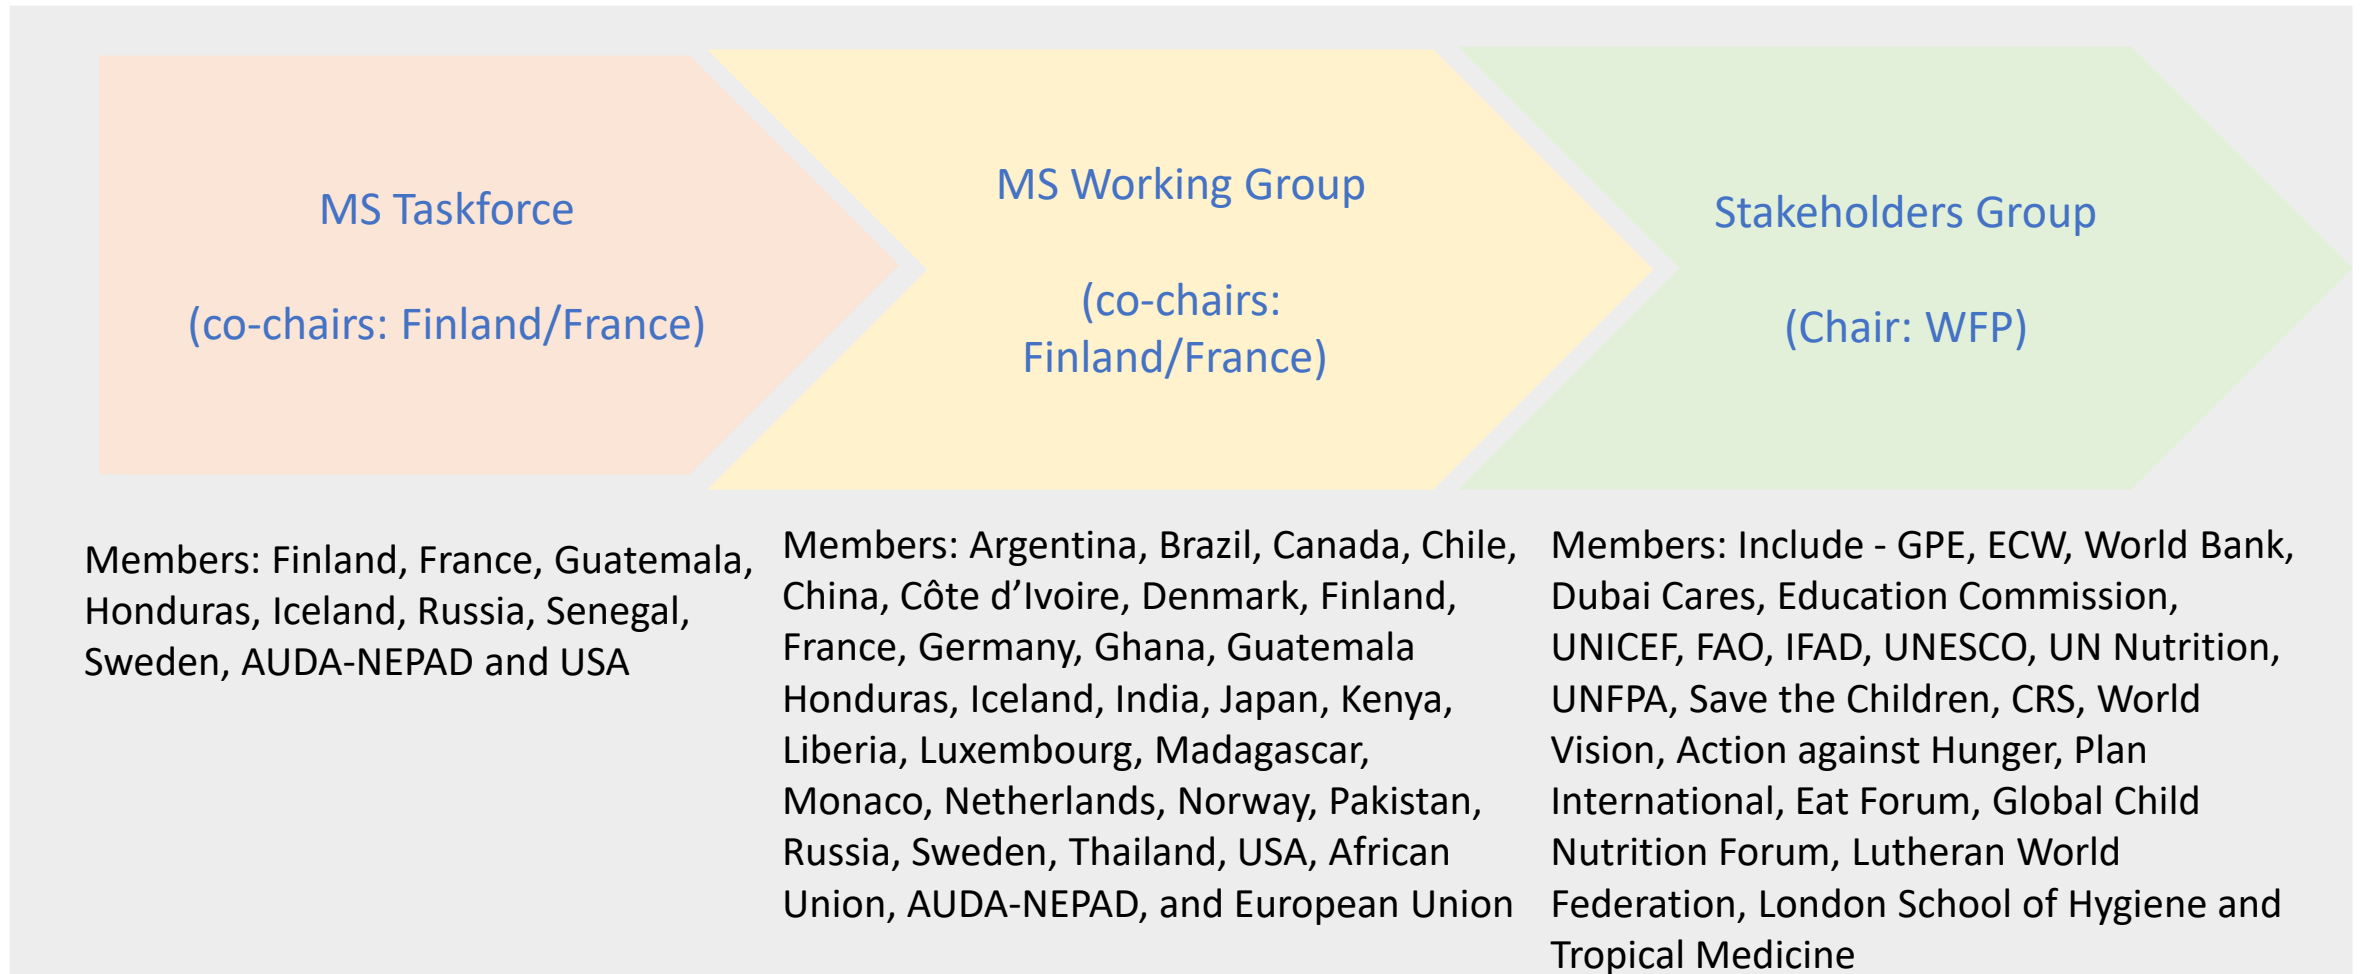 MS Taskforce
(co-chairs: Finland/France)
MS Working Group
(co-chairs:
Finland/France)
Stakeholders Group
(Chair: WFP)
Members: Finland, France, Guatemala,
Honduras, Iceland, Russia, Senegal,
Sweden, AUDA-NEPAD and USA
Members: Argentina, Brazil, Canada, Chile,
China, Côte d’Ivoire, Denmark, Finland,
France, Germany, Ghana, Guatemala
Honduras, Iceland, India, Japan, Kenya,
Liberia, Luxembourg, Madagascar,
Monaco, Netherlands, Norway, Pakistan,
Russia, Sweden, Thailand, USA, African
Union, AUDA-NEPAD, and European Union
Members: Include - GPE, ECW, World Bank,
Dubai Cares, Education Commission,
UNICEF, FAO, IFAD, UNESCO, UN Nutrition,
UNFPA, Save the Children, CRS, World
Vision, Action against Hunger, Plan
International, Eat Forum, Global Child
Nutrition Forum, Lutheran World
Federation, London School of Hygiene and
Tropical Medicine